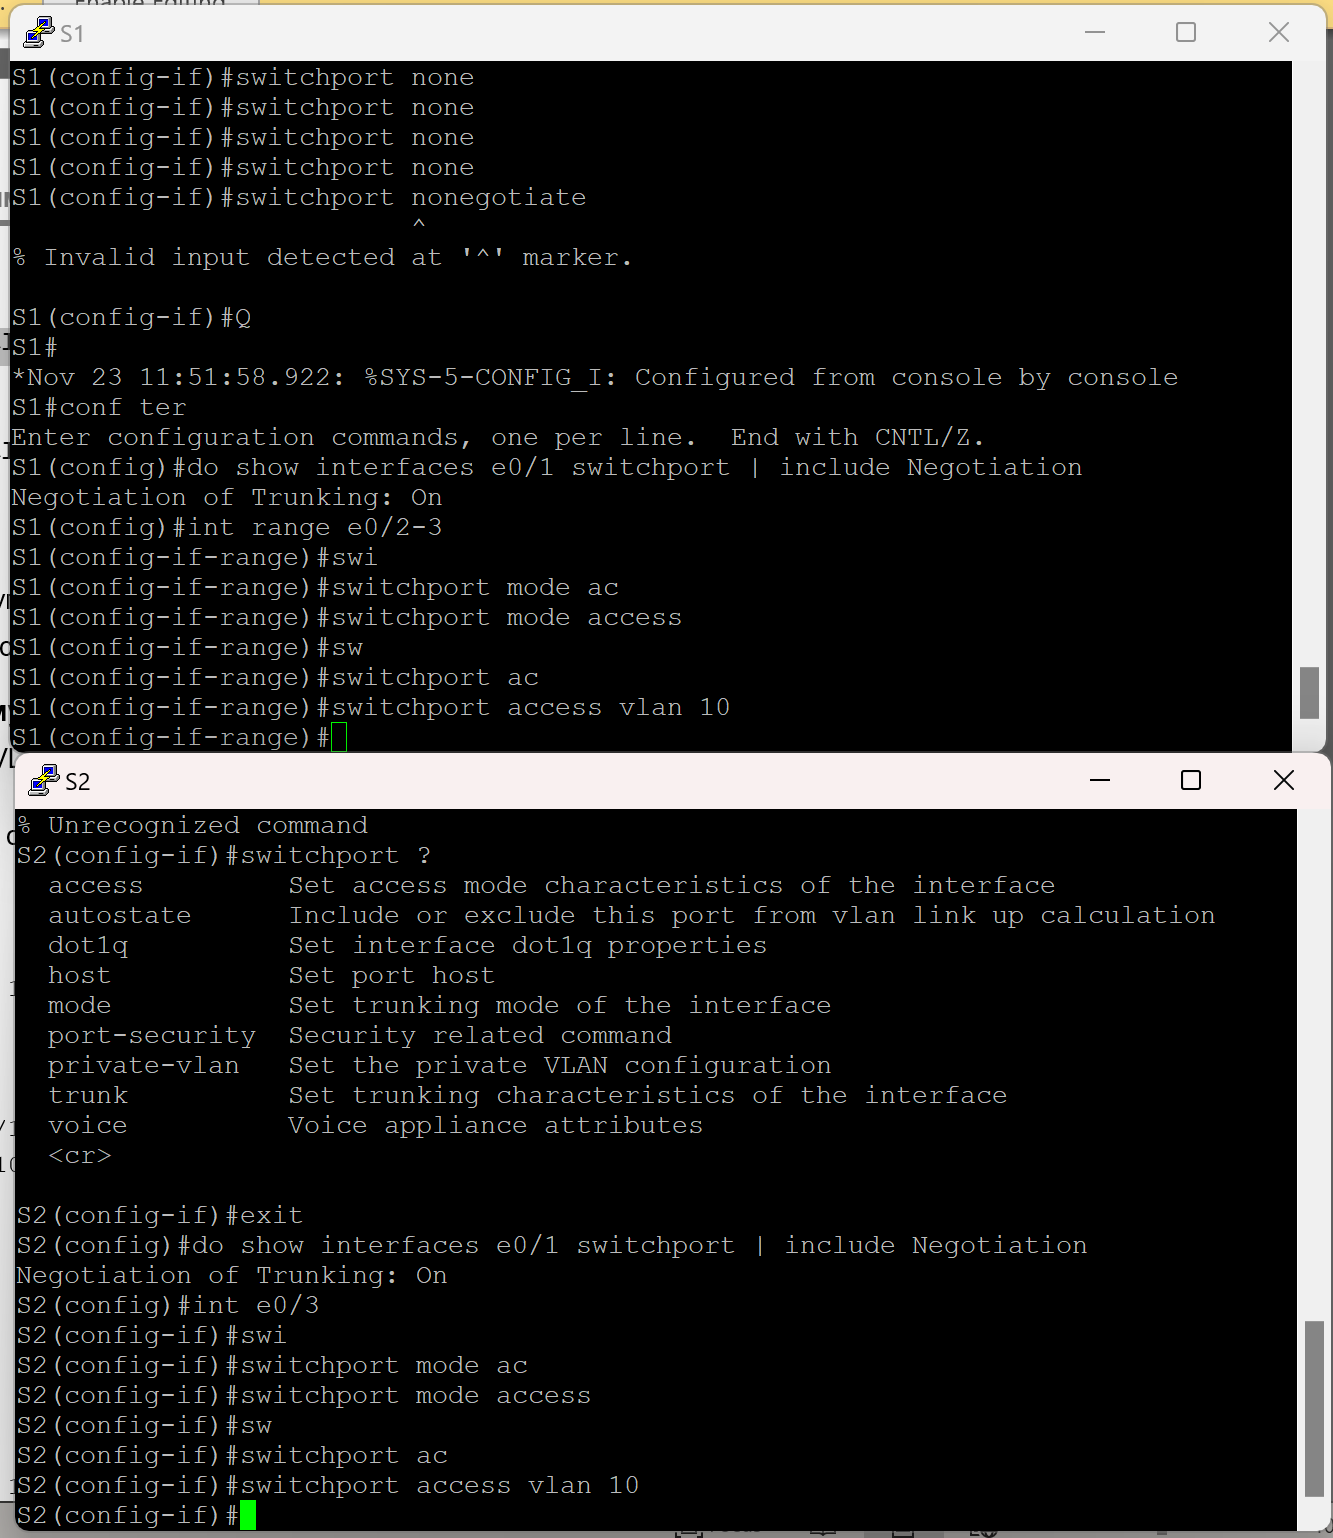 Enable Editing
S1
S1(config-if)#switchport none
S1(config-if)#switchport none
S1(config-if)#switchport none
S1(config-if)#switchport none
S1(config-if)#switchport nonegotiate
^
% Invalid input detected at '^' marker.
S1(config-if)#Q
S1#
*Nov 23 11:51:58.922: %SYS-5-CONFIG_I: Configured from console by console
S1#conf ter
Enter configuration commands, one per line.  End with CNTL/Z.
S1(config)#do show interfaces e0/1 switchport | include Negotiation
Negotiation of Trunking: On
S1(config)#int range e0/2-3
S1(config-if-range)#swi
S1(config-if-range)#switchport mode ac
S1(config-if-range)#switchport mode access
S1(config-if-range)#sw
S1(config-if-range)#switchport ac
S1(config-if-range)#switchport access vlan 10
S1(config-if-range)#
S2
% Unrecognized command
S2(config-if)#switchport ?
access Set access mode characteristics of the interface
autostate Include or exclude this port from vlan link up calculation
dot1q Set interface dot1q properties
host Set port host
mode Set trunking mode of the interface
port-security Security related command
private-vlan Set the private VLAN configuration
trunk Set trunking characteristics of the interface
voice Voice appliance attributes
<cr>
S2(config-if)#exit
S2(config)#do show interfaces e0/1 switchport | include Negotiation
Negotiation of Trunking: On
S2(config)#int e0/3
S2(config-if)#swi
S2(config-if)#switchport mode ac
S2(config-if)#switchport mode access
S2(config-if)#sw
S2(config-if)#switchport ac
S2(config-if)#switchport access vlan 10
S2(config-if)#